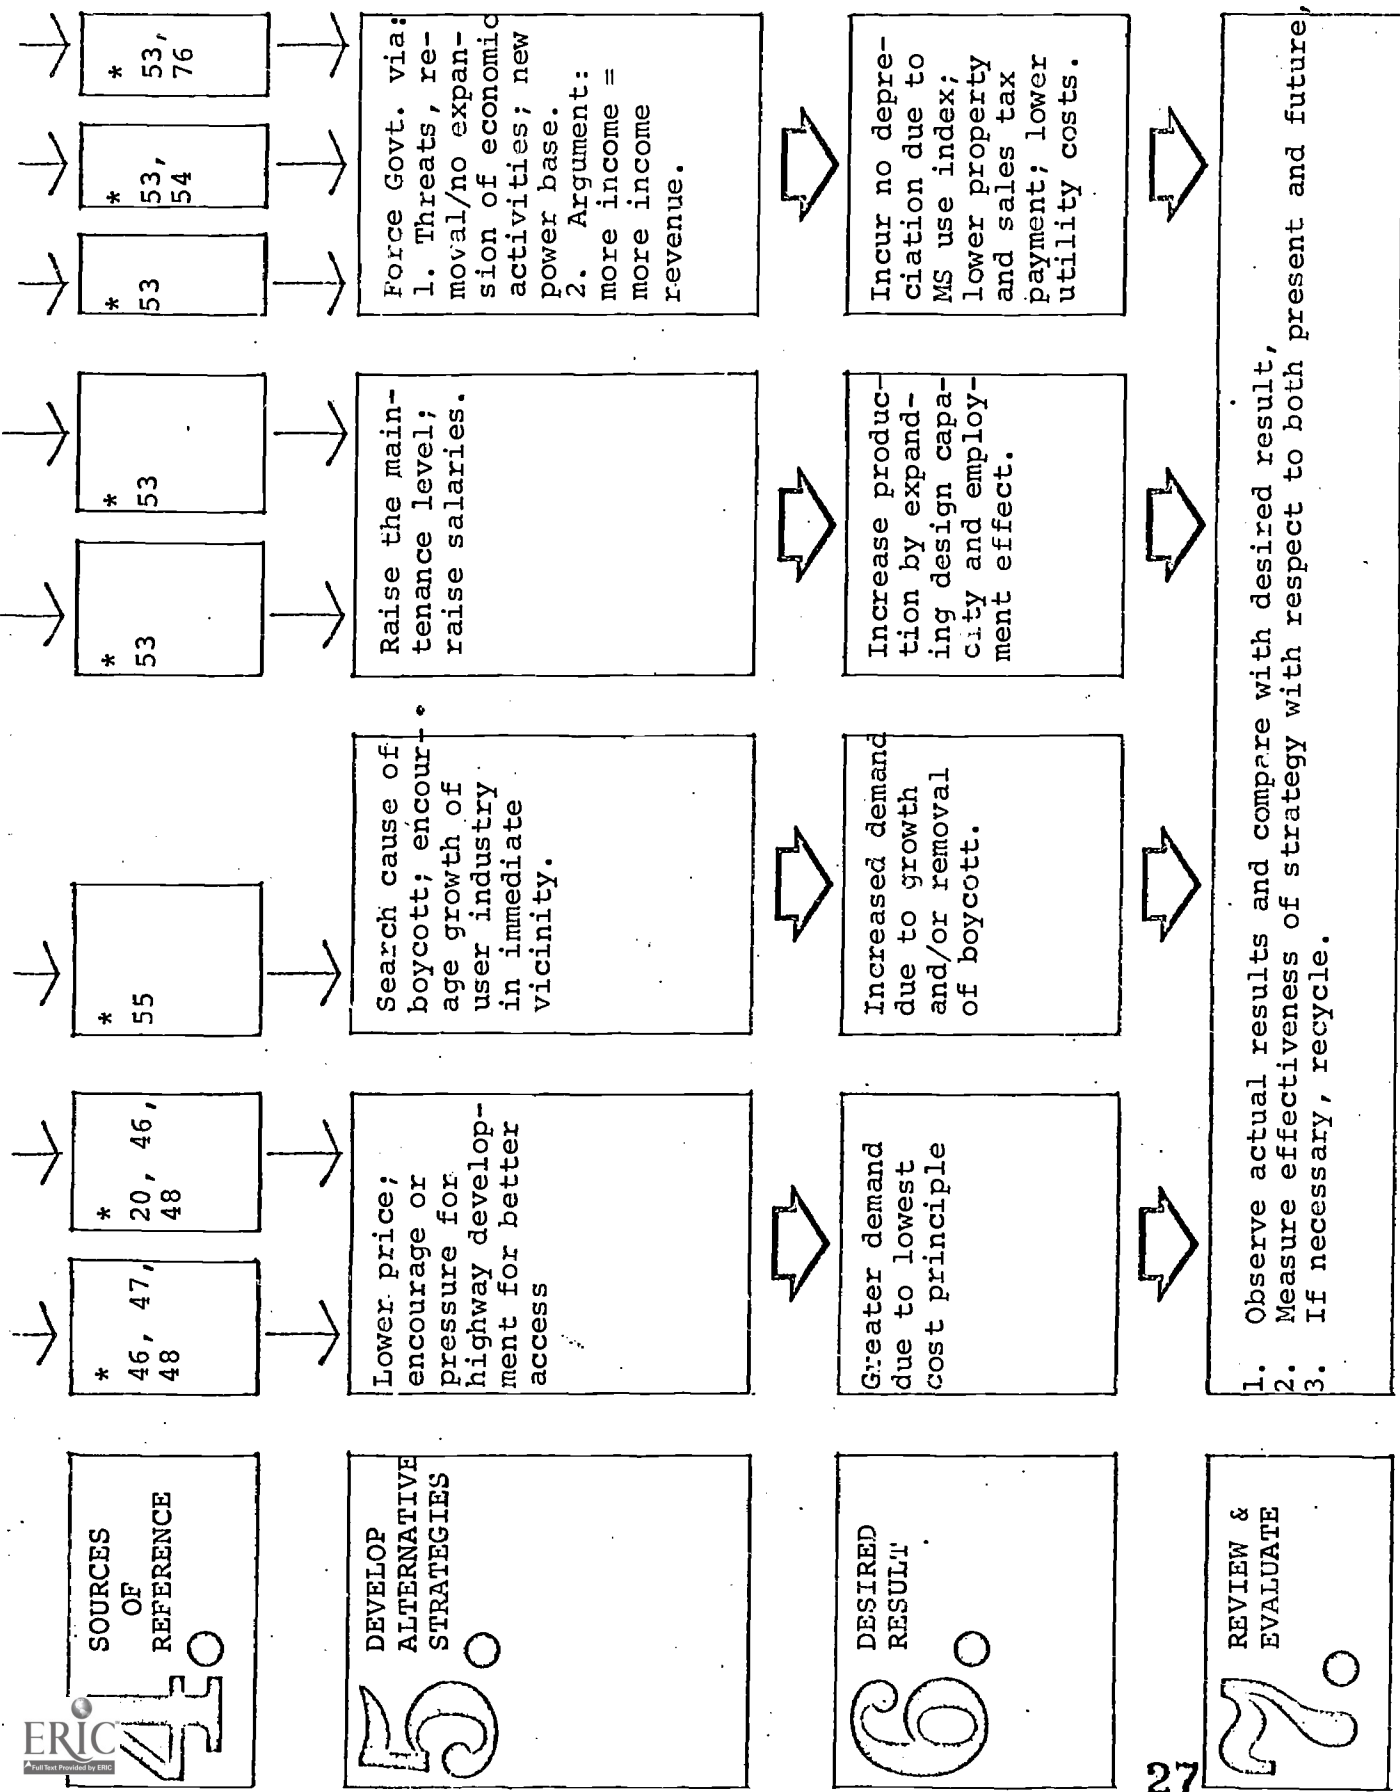 4.
SOURCES
OF
REFERENCE
*
46, 47,
48
*
20, 46,
48
*
55
*
53
*
53
*
53
*
53,
54
*
53,
76
5.
DEVELOP
ALTERNATIVE
STRATEGIES
Lower price;
encourage or
pressure for
highway develop-
ment for better
access
Search cause of
boycott; encour-
age growth of
user industry
in immediate
vicinity.
Raise the main-
tenance level;
raise salaries.
Force Govt. via:
1. Threats, re-
moval/no expan-
sion of economic
activities; new
power base.
2. Argument:
more income =
more income
revenue.
6.
DESIRED
RESULT
Greater demand
due to lowest
cost principle
Increased demand
due to growth
and/or removal
of boycott.
Increase produc-
tion by expand-
ing design capa-
city and employ-
ment effect.
Incur no depre-
ciation due to
MS use index;
lower property
and sales tax
payment; lower
utility costs.
7.
REVIEW &
EVALUATE
1. Observe actual results and compare with desired result,
2. Measure effectiveness of strategy with respect to both present and future,
3. If necessary, recycle.
27
ERIC
Full Text Provided by ERIC